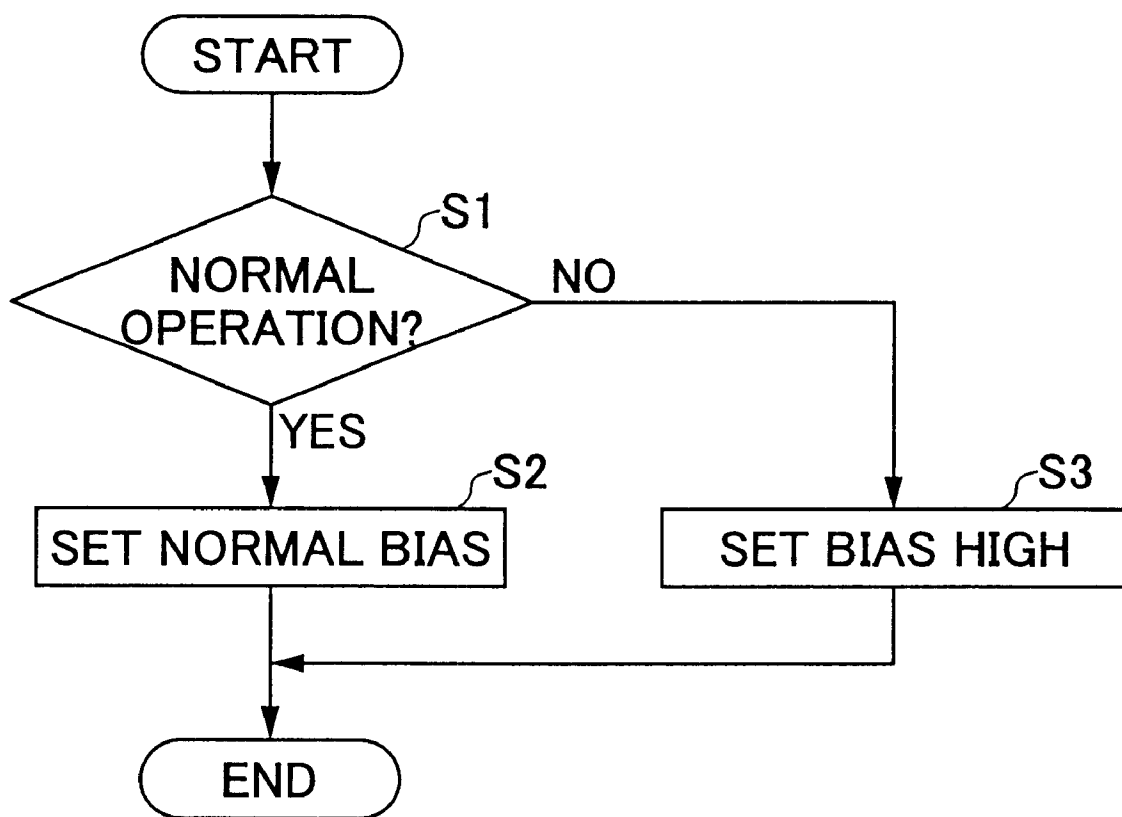 START
S1
NORMAL
OPERATION?
NO
YES
S2
SET NORMAL BIAS
S3
SET BIAS HIGH
END